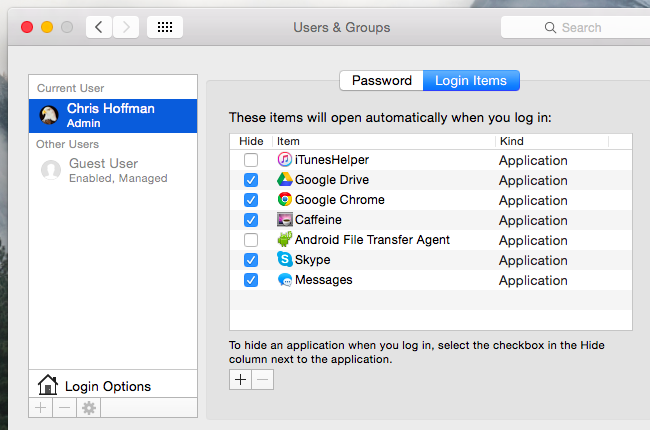 Users & Groups
Search
Current User
Chris Hoffman
Admin
Other Users
Guest User
Enabled, Managed
Login Options
Password
Login Items
These items will open automatically when you log in:
Hide Item Kind
iTunesHelper Application
Google Drive Application
Google Chrome Application
Caffeine Application
Android File Transfer Agent Application
Skype Application
Messages Application
To hide an application when you log in, select the checkbox in the Hide
column next to the application.